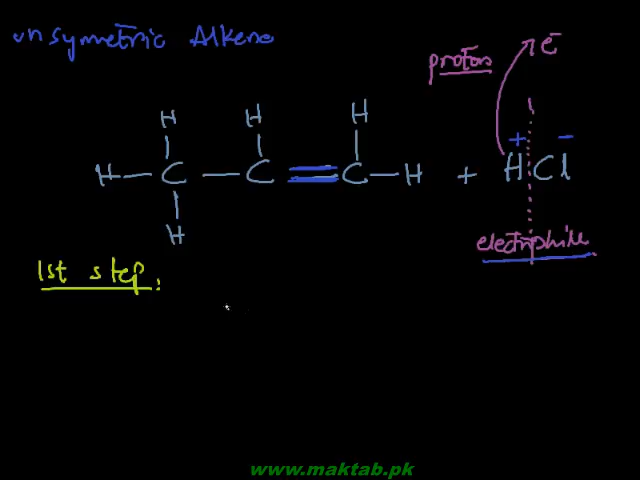 unsymmetric Alkene
proton e-
H H H
H — C — C = C — H + H+ Cl-
H
electrophile
1st step:
www.maktab.pk